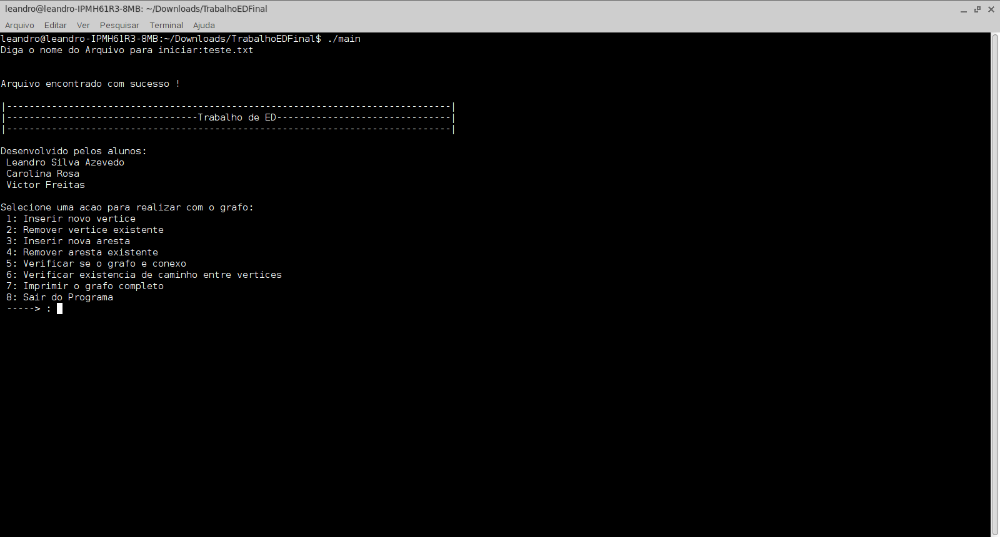 leandro@leandro-IPMH61R3-8MB: ~/Downloads/TrabalhoEDFinal
Arquivo Editar Ver Pesquisar Terminal Ajuda
leandro@leandro-IPMH61R3-8MB:~/Downloads/TrabalhoEDFinal$ ./main
Diga o nome do Arquivo para iniciar:teste.txt
Arquivo encontrado com sucesso !
|-------------------------------------------------------------------------------|
|----------------------------------Trabalho de ED-------------------------------|
|-------------------------------------------------------------------------------|
Desenvolvido pelos alunos:
Leandro Silva Azevedo
Carolina Rosa
Victor Freitas
Selecione uma acao para realizar com o grafo:
1: Inserir novo vertice
2: Remover vertice existente
3: Inserir nova aresta
4: Remover aresta existente
5: Verificar se o grafo e conexo
6: Verificar existencia de caminho entre vertices
7: Imprimir o grafo completo
8: Sair do Programa
-----> :